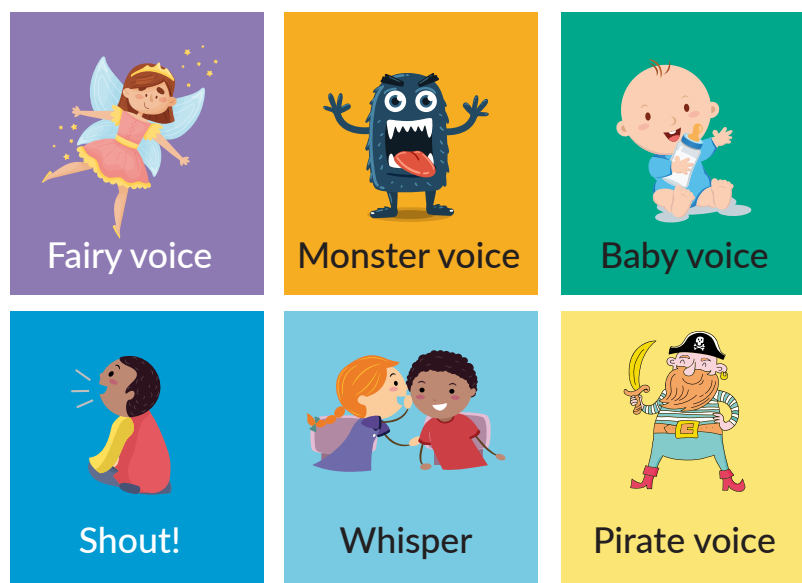 Fairy voice
Monster voice
Baby voice
Shout!
Whisper
Pirate voice